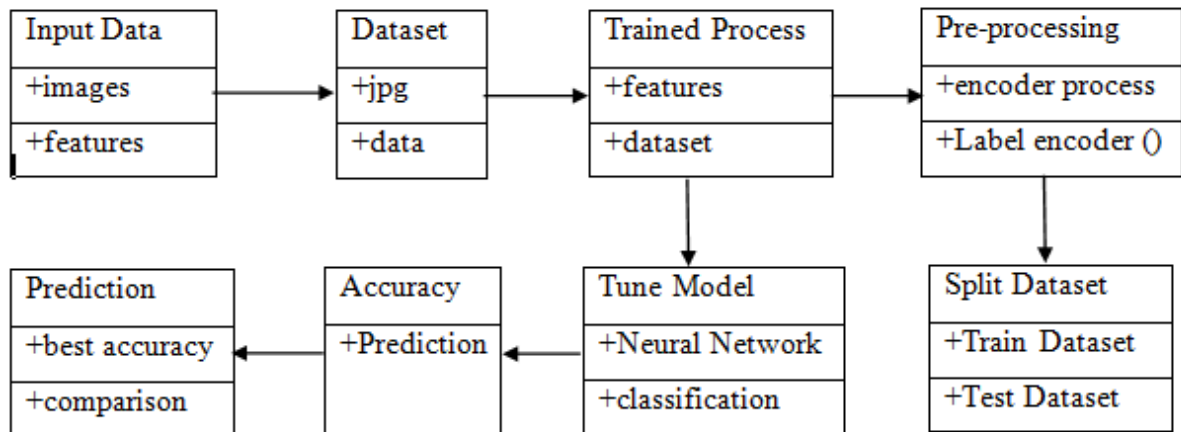 Input Data
+images
+features
Dataset
+jpg
+data
Trained Process
+features
+dataset
Pre-processing
+encoder process
+Label encoder ()
Prediction
+best accuracy
+comparison
Accuracy
+Prediction
Tune Model
+Neural Network
+classification
Split Dataset
+Train Dataset
+Test Dataset